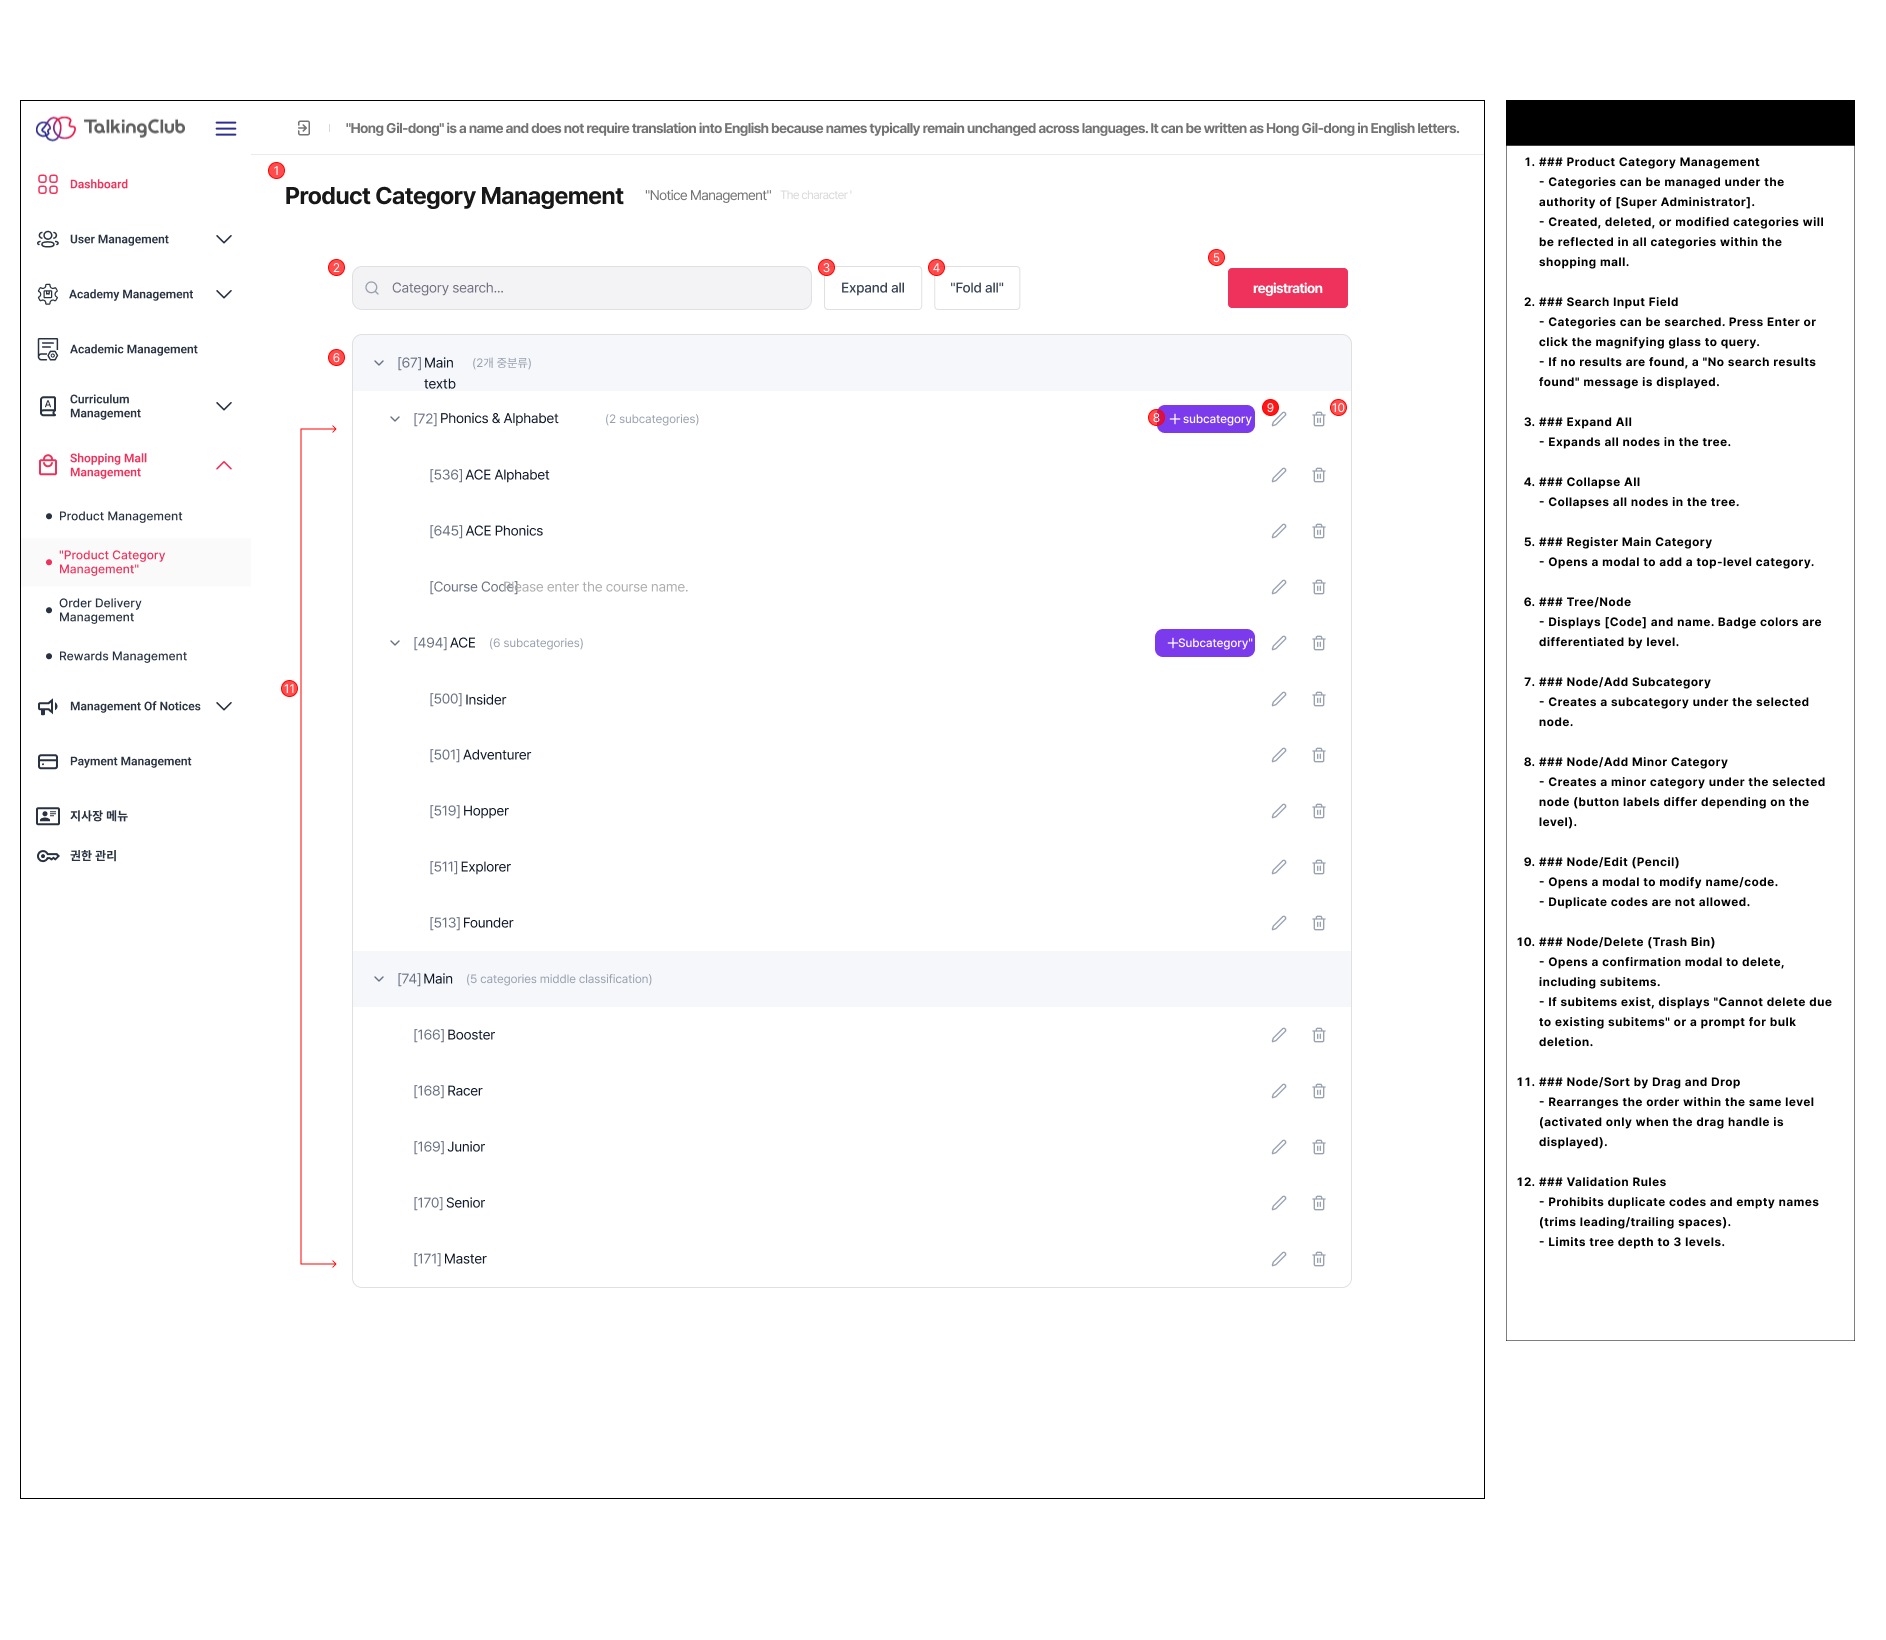 TalkingClub
"Hong Gil-dong" is a name and does not require translation into English because names typically remain unchanged across languages. It can be written as Hong Gil-dong in English letters.
Dashboard
User Management
Academy Management
Academic Management
Curriculum
Management
Shopping Mall
Management
Product Management
"Product Category
Management"
Order Delivery
Management
Rewards Management
Management Of Notices
Payment Management
지사장 메뉴
권한 관리
1
Product Category Management
"Notice Management"
The character '
2
Category search...
3
Expand all
4
"Fold all"
5
registration
6
[67] Main
textb
(2개 중분류)
[72] Phonics & Alphabet
(2 subcategories)
8
+ subcategory
9
10
[536] ACE Alphabet
[645] ACE Phonics
[Course Code]
Please enter the course name.
[494] ACE
(6 subcategories)
+Subcategory"
11
[500] Insider
[501] Adventurer
[519] Hopper
[511] Explorer
[513] Founder
[74] Main
(5 categories middle classification)
[166] Booster
[168] Racer
[169] Junior
[170] Senior
[171] Master
1. ### Product Category Management
- Categories can be managed under the
authority of [Super Administrator].
- Created, deleted, or modified categories will
be reflected in all categories within the
shopping mall.
2. ### Search Input Field
- Categories can be searched. Press Enter or
click the magnifying glass to query.
- If no results are found, a "No search results
found" message is displayed.
3. ### Expand All
- Expands all nodes in the tree.
4. ### Collapse All
- Collapses all nodes in the tree.
5. ### Register Main Category
- Opens a modal to add a top-level category.
6. ### Tree/Node
- Displays [Code] and name. Badge colors are
differentiated by level.
7. ### Node/Add Subcategory
- Creates a subcategory under the selected
node.
8. ### Node/Add Minor Category
- Creates a minor category under the selected
node (button labels differ depending on the
level).
9. ### Node/Edit (Pencil)
- Opens a modal to modify name/code.
- Duplicate codes are not allowed.
10. ### Node/Delete (Trash Bin)
- Opens a confirmation modal to delete,
including subitems.
- If subitems exist, displays "Cannot delete due
to existing subitems" or a prompt for bulk
deletion.
11. ### Node/Sort by Drag and Drop
- Rearranges the order within the same level
(activated only when the drag handle is
displayed).
12. ### Validation Rules
- Prohibits duplicate codes and empty names
(trims leading/trailing spaces).
- Limits tree depth to 3 levels.